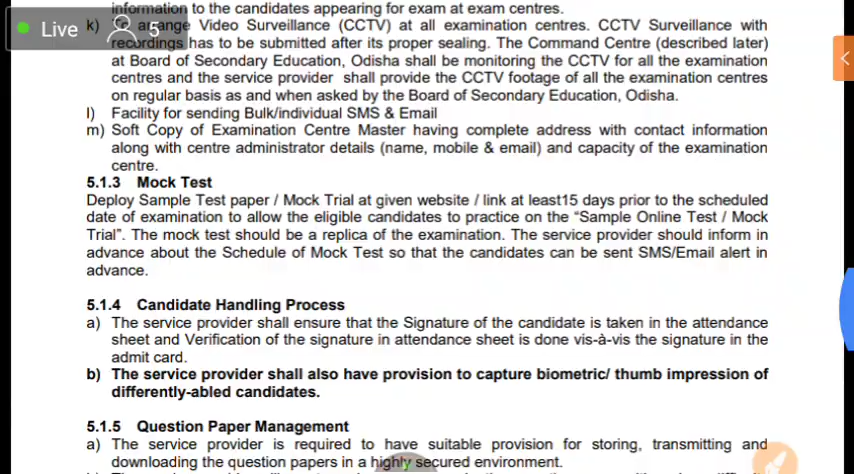 information to the candidates appearing for exam at exam centres.
k) To arrange Video Surveillance (CCTV) at all examination centres. CCTV Surveillance with
recordings has to be submitted after its proper sealing. The Command Centre (described later)
at Board of Secondary Education, Odisha shall be monitoring the CCTV for all the examination
centres and the service provider shall provide the CCTV footage of all the examination centres
on regular basis as and when asked by the Board of Secondary Education, Odisha.
l) Facility for sending Bulk/individual SMS & Email
m) Soft Copy of Examination Centre Master having complete address with contact information
along with centre administrator details (name, mobile & email) and capacity of the examination
centre.
5.1.3 Mock Test
Deploy Sample Test paper / Mock Trial at given website / link at least15 days prior to the scheduled
date of examination to allow the eligible candidates to practice on the “Sample Online Test / Mock
Trial”. The mock test should be a replica of the examination. The service provider should inform in
advance about the Schedule of Mock Test so that the candidates can be sent SMS/Email alert in
advance.
5.1.4 Candidate Handling Process
a) The service provider shall ensure that the Signature of the candidate is taken in the attendance
sheet and Verification of the signature in attendance sheet is done vis-à-vis the signature in the
admit card.
b) The service provider shall also have provision to capture biometric/ thumb impression of
differently-abled candidates.
5.1.5 Question Paper Management
a) The service provider is required to have suitable provision for storing, transmitting and
downloading the question papers in a highly secured environment.
Live 5